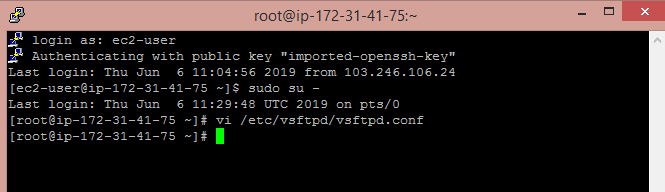 root@ip-172-31-41-75:~
login as: ec2-user
Authenticating with public key "imported-openssh-key"
Last login: Thu Jun  6 11:04:56 2019 from 103.246.106.24
[ec2-user@ip-172-31-41-75 ~]$ sudo su -
Last login: Thu Jun  6 11:29:48 UTC 2019 on pts/0
[root@ip-172-31-41-75 ~]# vi /etc/vsftpd/vsftpd.conf
[root@ip-172-31-41-75 ~]#